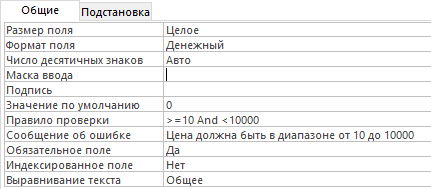 Общие Подстановка
Размер поля Целое
Формат поля Денежный
Число десятичных знаков Авто
Маска ввода
Подпись
Значение по умолчанию 0
Правило проверки >=10 And <10000
Сообщение об ошибке Цена должна быть в диапазоне от 10 до 10000
Обязательное поле Да
Индексированное поле Нет
Выравнивание текста Общее